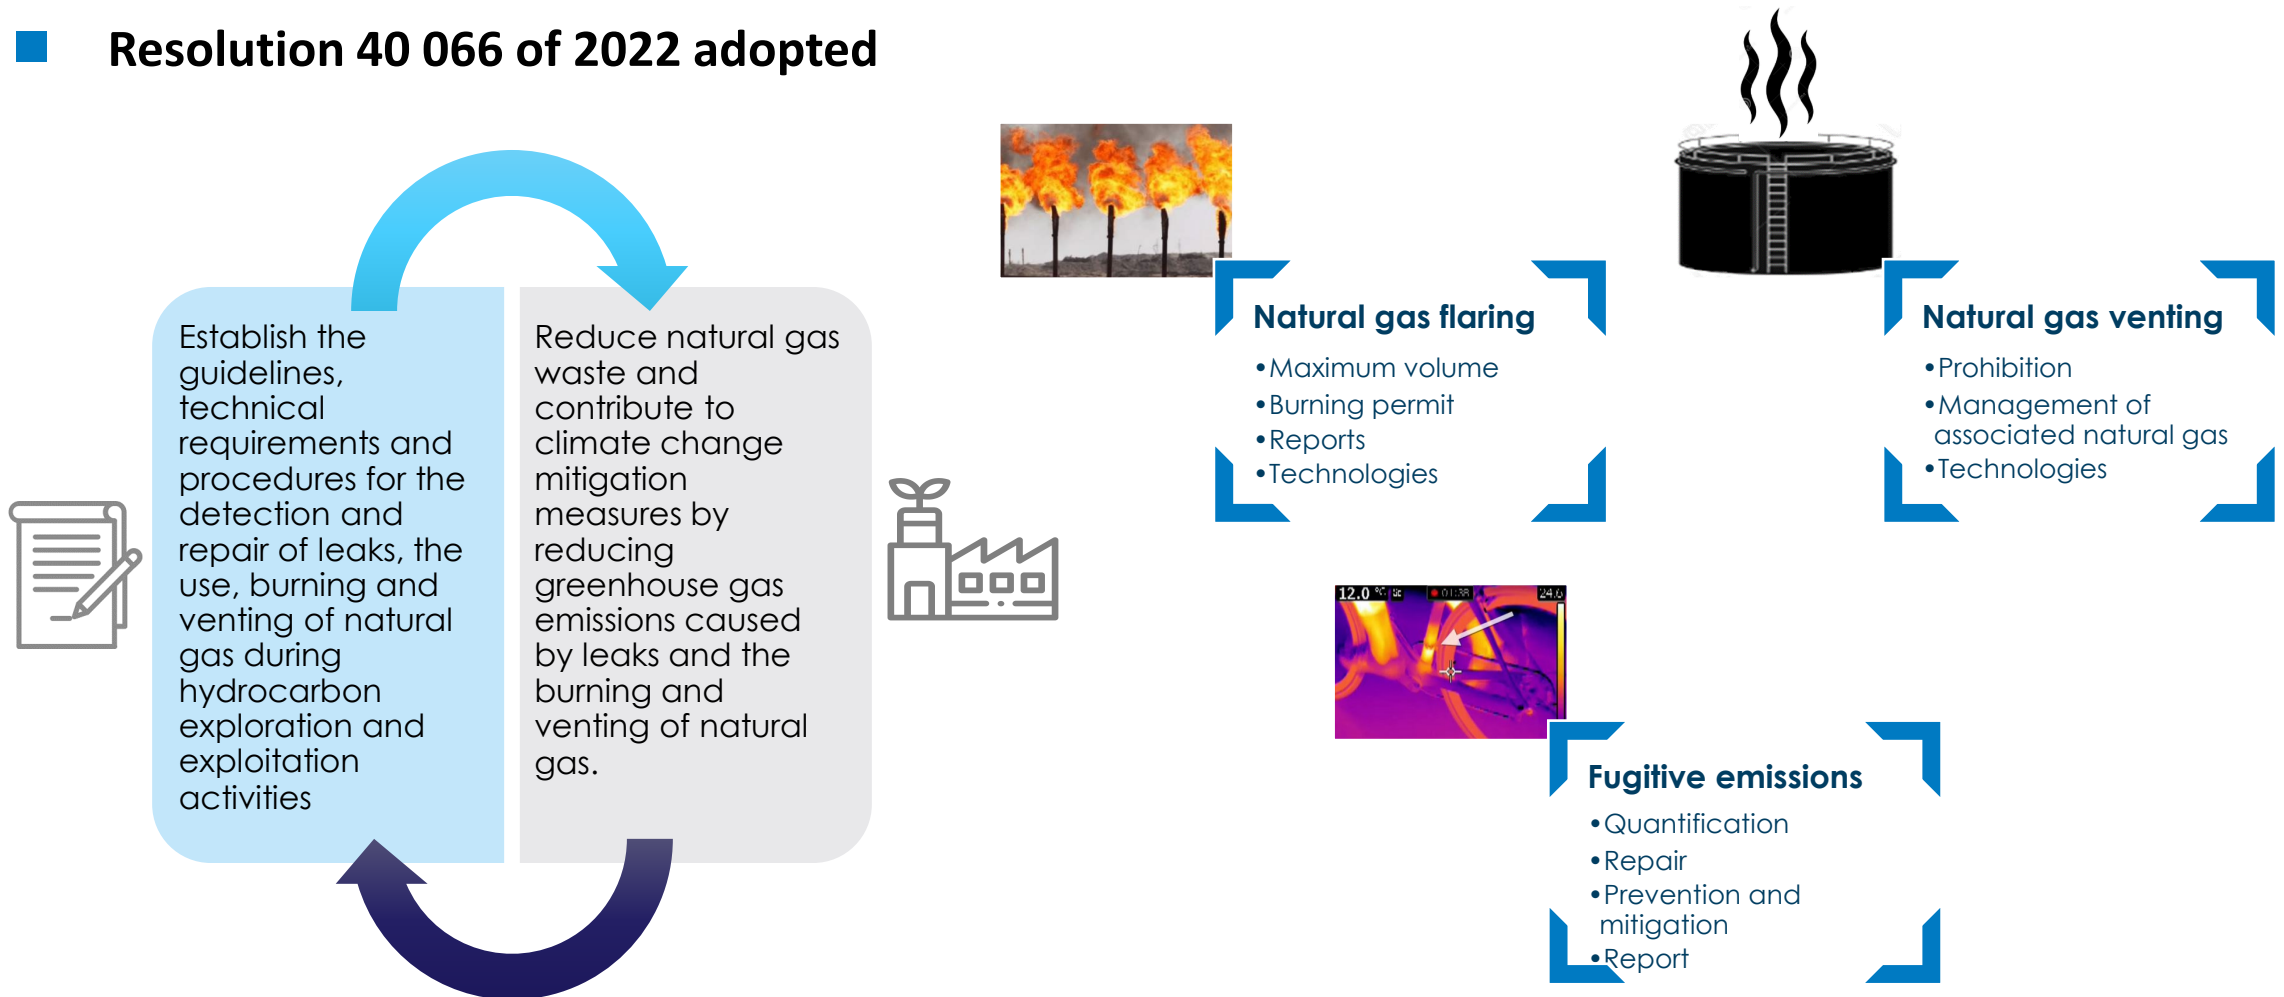 Resolution 40 066 of 2022 adopted
Establish the
guidelines,
technical
requirements and
procedures for the
detection and
repair of leaks, the
use, burning and
venting of natural
gas during
hydrocarbon
exploration and
exploitation
activities
Reduce natural gas
waste and
contribute to
climate change
mitigation
measures by
reducing
greenhouse gas
emissions caused
by leaks and the
burning and
venting of natural
gas.
Natural gas flaring
•Maximum volume
•Burning permit
•Reports
•Technologies
Natural gas venting
•Prohibition
•Management of
associated natural gas
•Technologies
12.0 °C
01:38
24.6
Fugitive emissions
•Quantification
•Repair
•Prevention and
mitigation
•Report